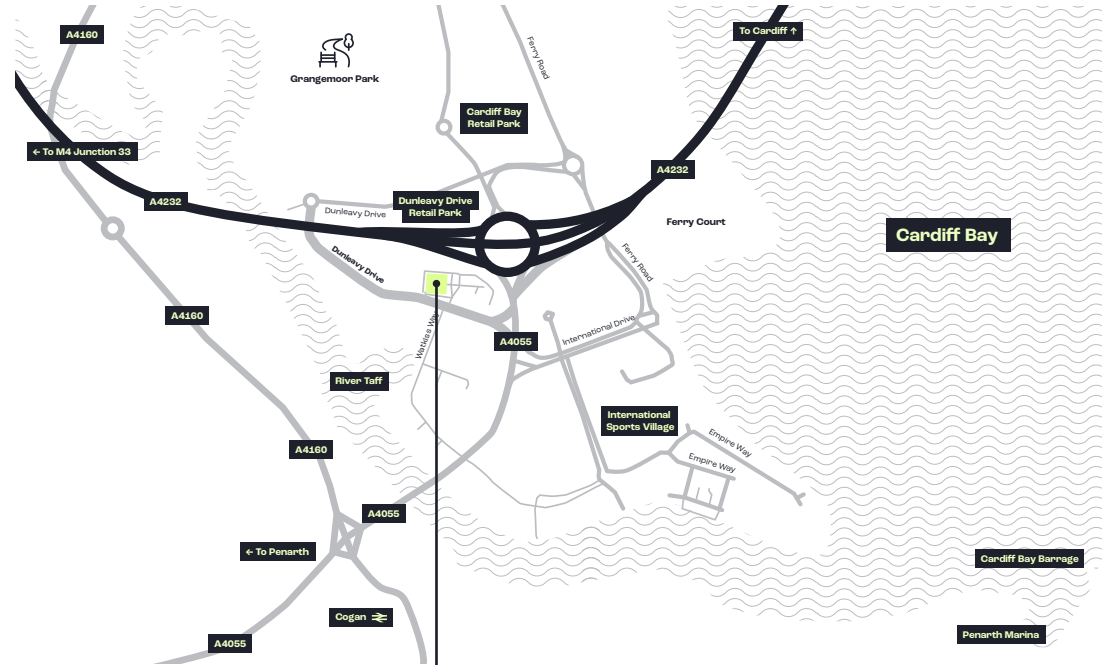 A4160
To Cardiff ↑
Ferry Road
Grangemoor Park
Cardiff Bay
Retail Park
← To M4 Junction 33
A4232
A4232
Dunleavy Drive
Retail Park
Dunleavy Drive
Ferry Court
Cardiff Bay
Dunleavy Drive
Ferry Road
A4160
Watkiss Way
International Drive
A4055
River Taff
International
Sports Village
Empire Way
Empire Way
A4160
A4055
← To Penarth
Cardiff Bay Barrage
Cogan
Penarth Marina
A4055